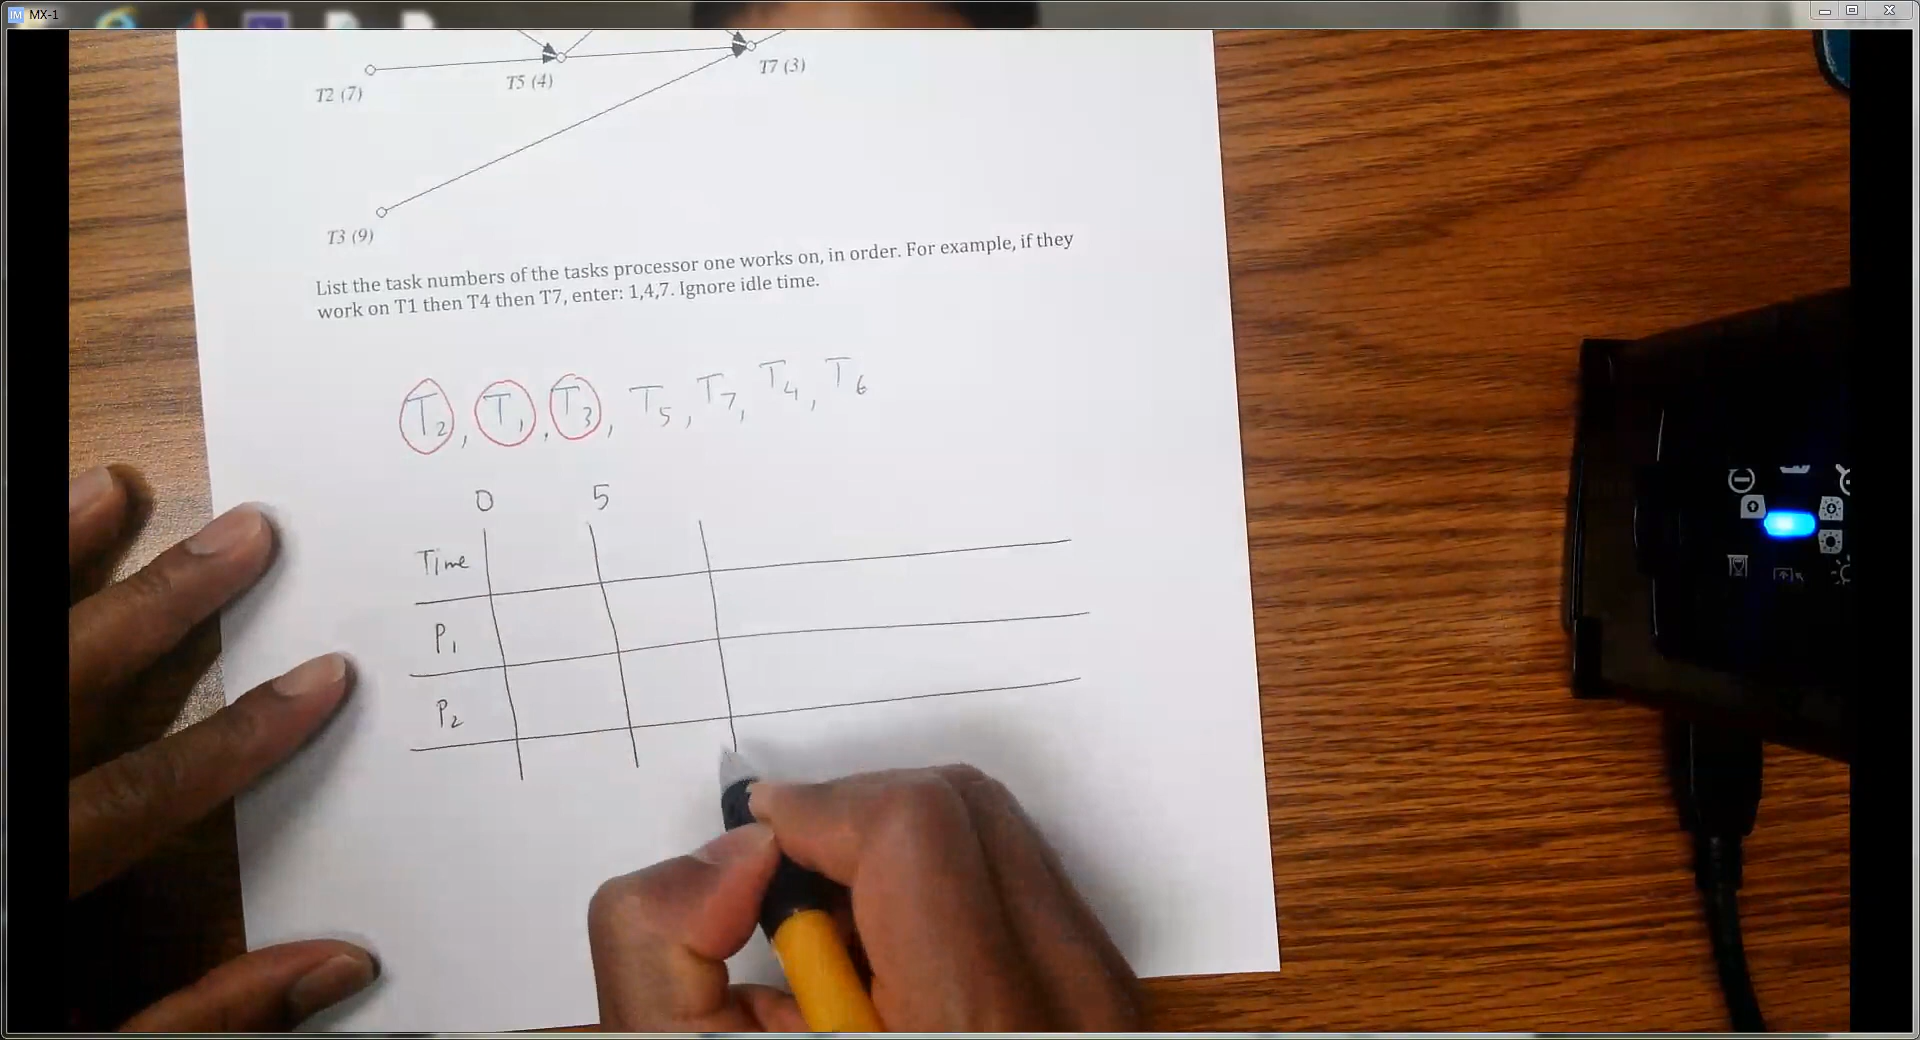 MX-1
T7 (3)
T5 (4)
T2 (7)
T3 (9)
List the task numbers of the tasks processor one works on, in order. For example, if they
work on T1 then T4 then T7, enter: 1,4,7. Ignore idle time.
T2, T1, T3, T5, T7, T4, T6
0 5
Time
P1
P2